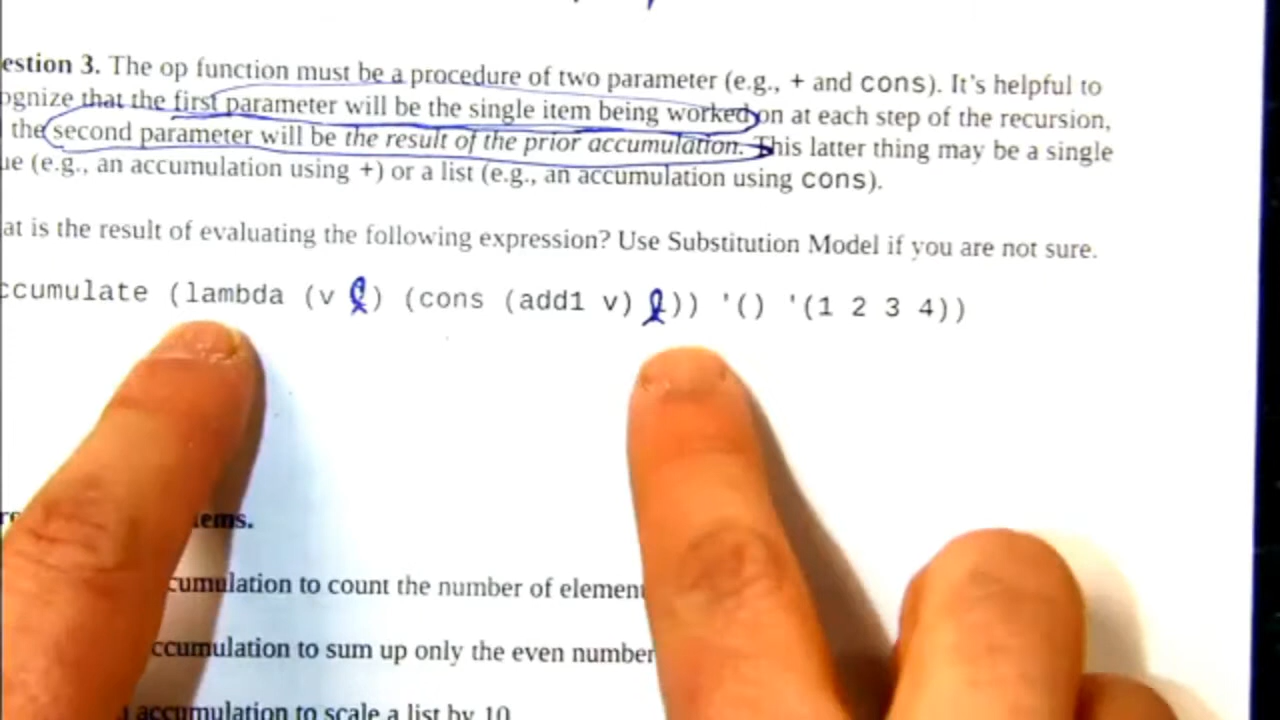 estion 3. The op function must be a procedure of two parameter (e.g., + and cons). It's helpful to
ognize that the first parameter will be the single item being worked on at each step of the recursion,
the second parameter will be the result of the prior accumulation. This latter thing may be a single
ue (e.g., an accumulation using +) or a list (e.g., an accumulation using cons).
at is the result of evaluating the following expression? Use Substitution Model if you are not sure.
ccumulate (lambda (v l) (cons (add1 v) l)) '() '(1 2 3 4))
ems.
cumulation to count the number of element
ccumulation to sum up only the even number
accumulation to scale a list by 10.